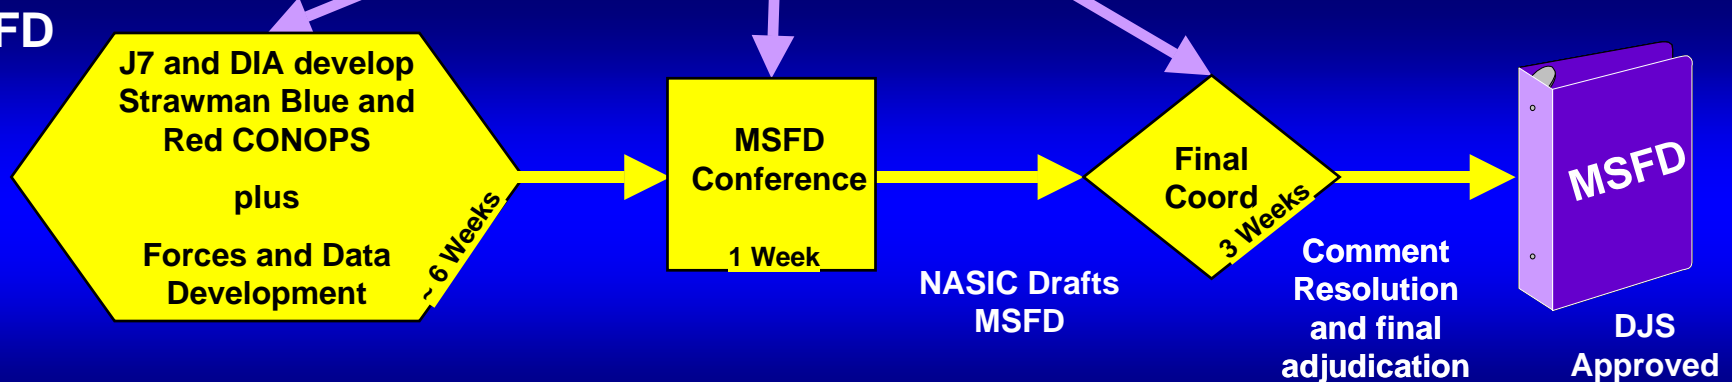 FD
J7 and DIA develop
Strawman Blue and
Red CONOPS
plus
Forces and Data
Development
~ 6 Weeks
MSFD
Conference
1 Week
NASIC Drafts
MSFD
Final
Coord
3 Weeks
Comment
Resolution
and final
adjudication
MSFD
DJS
Approved